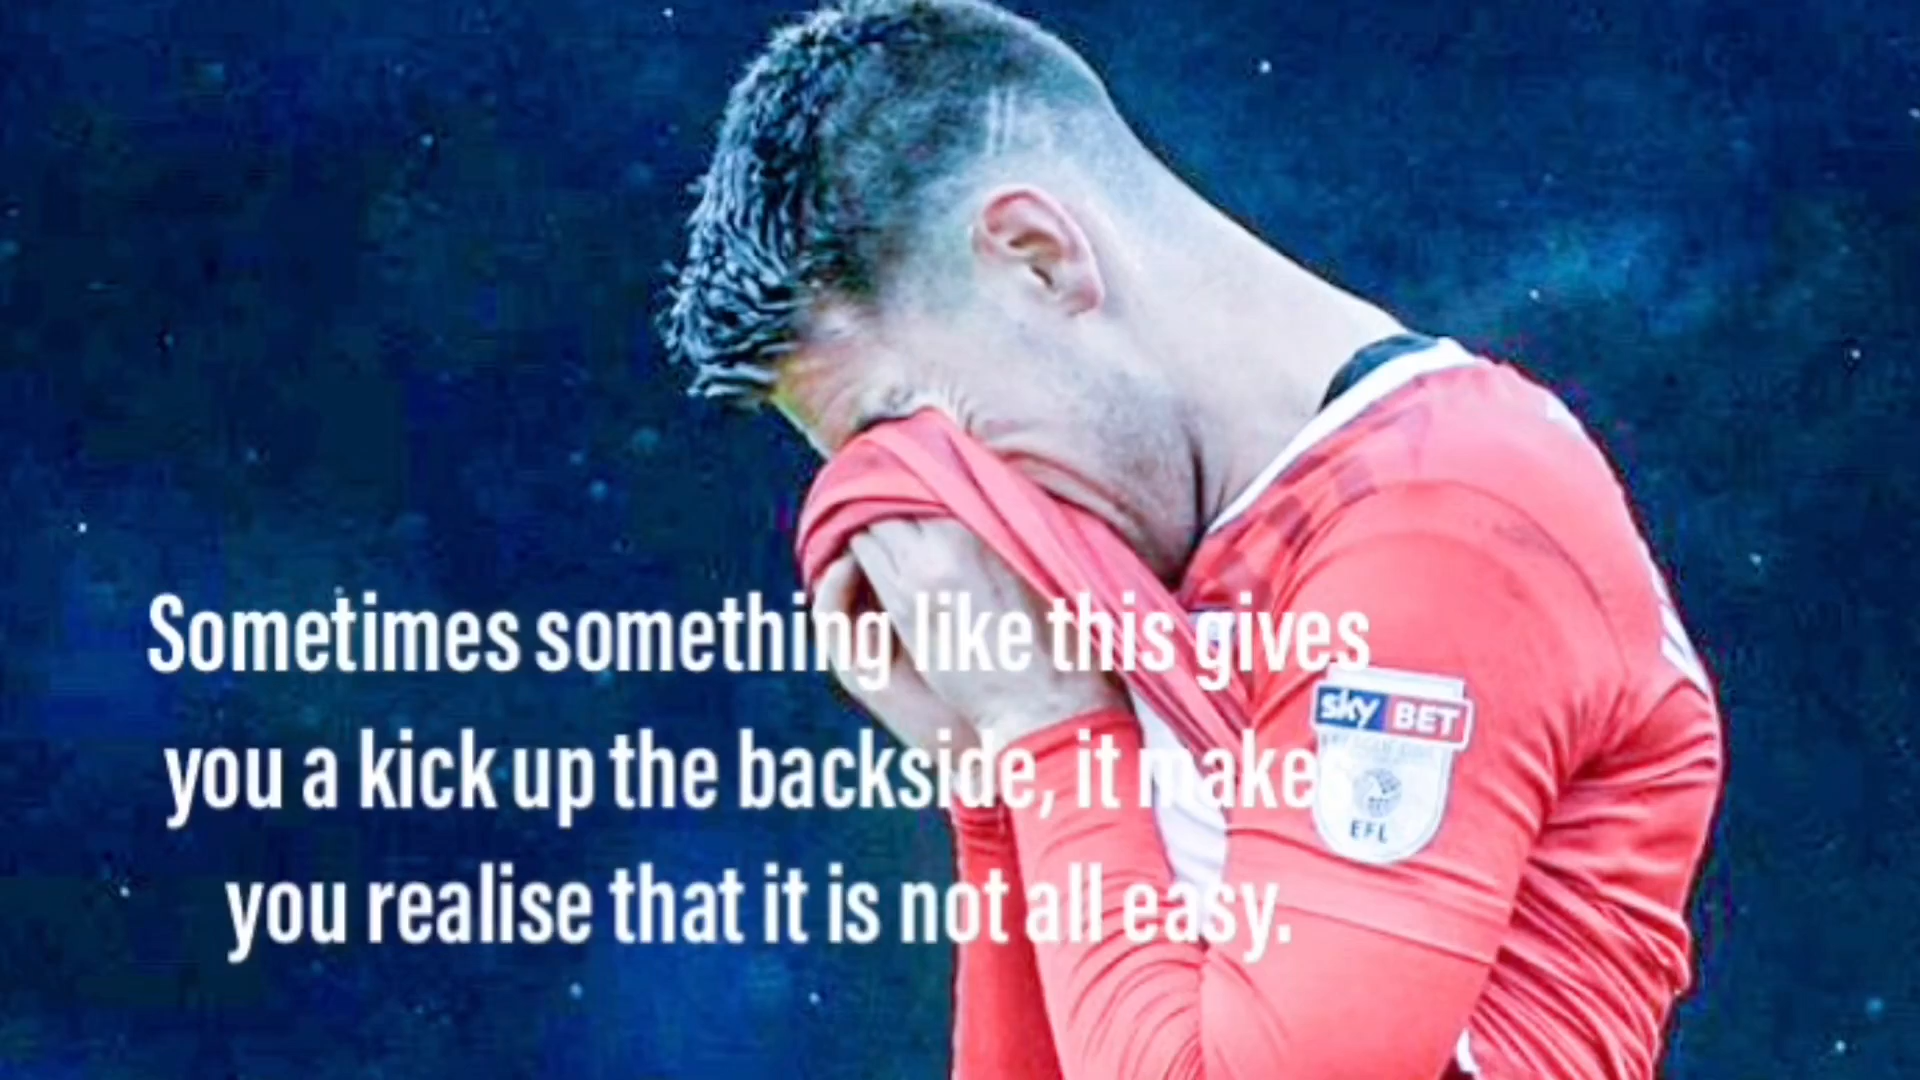 Sometimes something like this gives
you a kick up the backside, it makes
you realise that it is not all easy.
sky BET
EFL